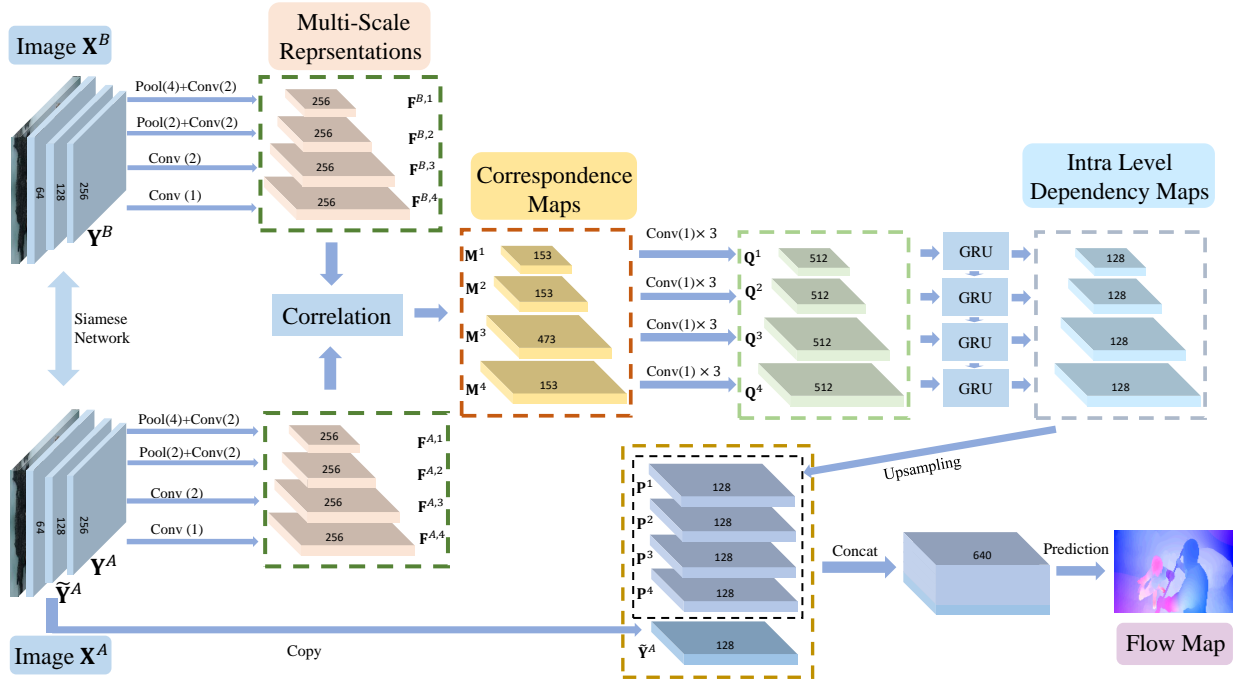 Image X^B
Multi-Scale
Reprsentations
Pool(4)+Conv(2)
Pool(2)+Conv(2)
Conv (2)
Conv (1)
64
128
256
Y^B
256
256
256
256
F^{B,1}
F^{B,2}
F^{B,3}
F^{B,4}
Siamese
Network
Correlation
Correspondence
Maps
M^1
M^2
M^3
M^4
153
153
473
153
Conv(1)× 3
Conv(1)× 3
Conv(1)× 3
Conv(1) × 3
Q^1
Q^2
Q^3
Q^4
512
512
512
512
GRU
GRU
GRU
GRU
Intra Level
Dependency Maps
128
128
128
128
Pool(4)+Conv(2)
Pool(2)+Conv(2)
Conv (2)
Conv (1)
64
128
256
Y^A
Ỹ^A
Image X^A
256
256
256
256
F^{A,1}
F^{A,2}
F^{A,3}
F^{A,4}
Copy
Upsampling
P^1
P^2
P^3
P^4
128
128
128
128
Ỹ^A
128
Concat
640
Prediction
Flow Map